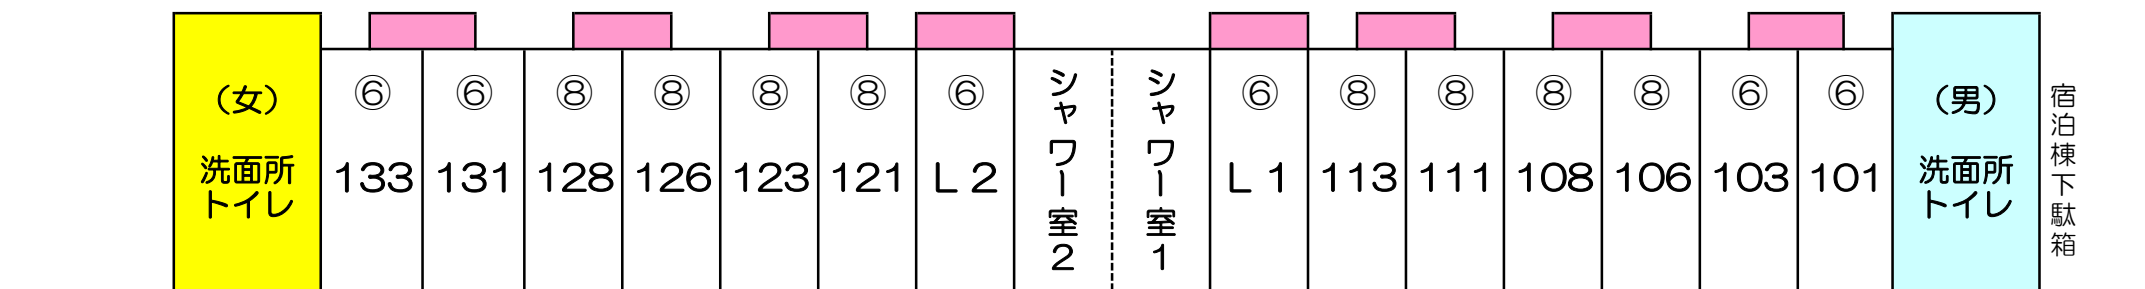 （女）
洗面所
トイレ
⑥
133
⑥
131
⑧
128
⑧
126
⑧
123
⑧
121
⑥
L 2
シャワー室2
シャワー室1
⑥
L 1
⑧
113
⑧
111
⑧
108
⑧
106
⑥
103
⑥
101
（男）
洗面所
トイレ
宿泊棟下駄箱